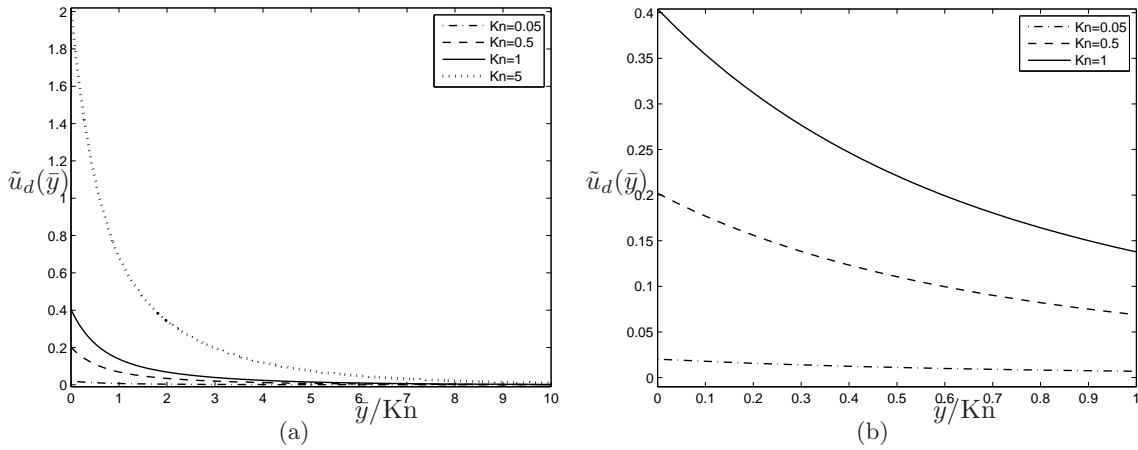 2
1.8
1.6
1.4
1.2
1
0.8
0.6
0.4
0.2
0
ũ_d(ȳ)
Kn=0.05
Kn=0.5
Kn=1
Kn=5
0 1 2 3 4 5 6 7 8 9 10
ȳ/Kn
(a)
0.4
0.35
0.3
0.25
0.2
0.15
0.1
0.05
0
ũ_d(ȳ)
Kn=0.05
Kn=0.5
Kn=1
0 0.1 0.2 0.3 0.4 0.5 0.6 0.7 0.8 0.9 1
ȳ/Kn
(b)